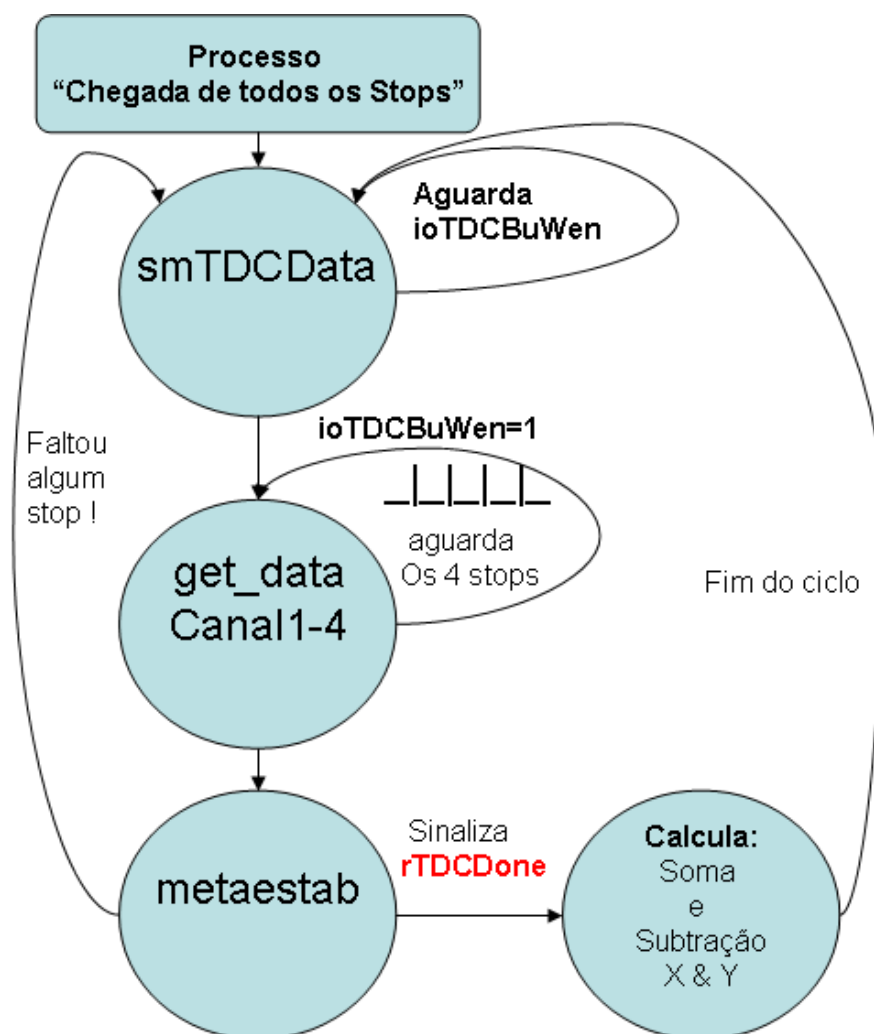 Processo
“Chegada de todos os Stops”
Aguarda
ioTDCBuWen
smTDCData
ioTDCBuWen=1
Faltou
algum
stop !
aguarda
Os 4 stops
get_data
Canal1-4
Fim do ciclo
Sinaliza
rTDCDone
metaestab
Calcula:
Soma
e
Subtração
X & Y